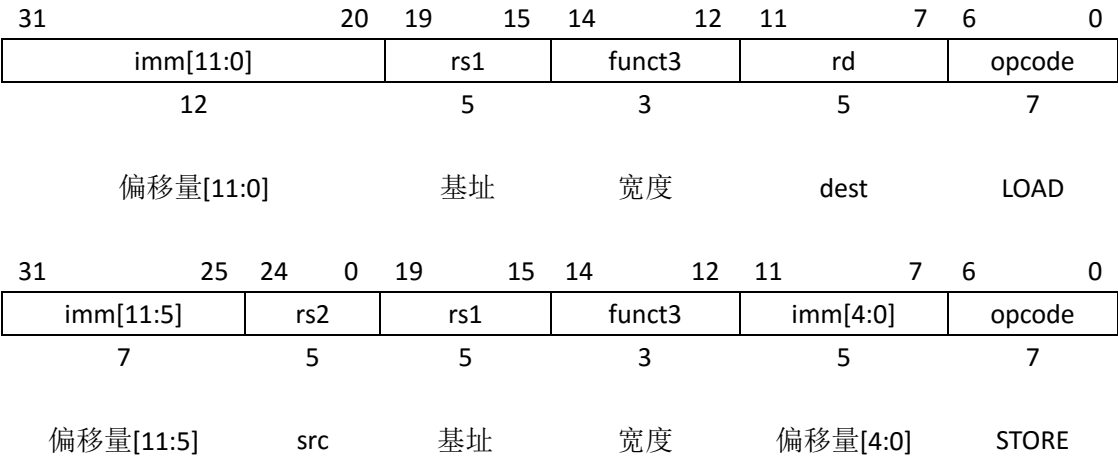 31 20 19 15 14 12 11 7 6 0
imm[11:0] rs1 funct3 rd opcode
12 5 3 5 7
偏移量[11:0] 基址 宽度 dest LOAD
31 25 24 0 19 15 14 12 11 7 6 0
imm[11:5] rs2 rs1 funct3 imm[4:0] opcode
7 5 5 3 5 7
偏移量[11:5] src 基址 宽度 偏移量[4:0] STORE